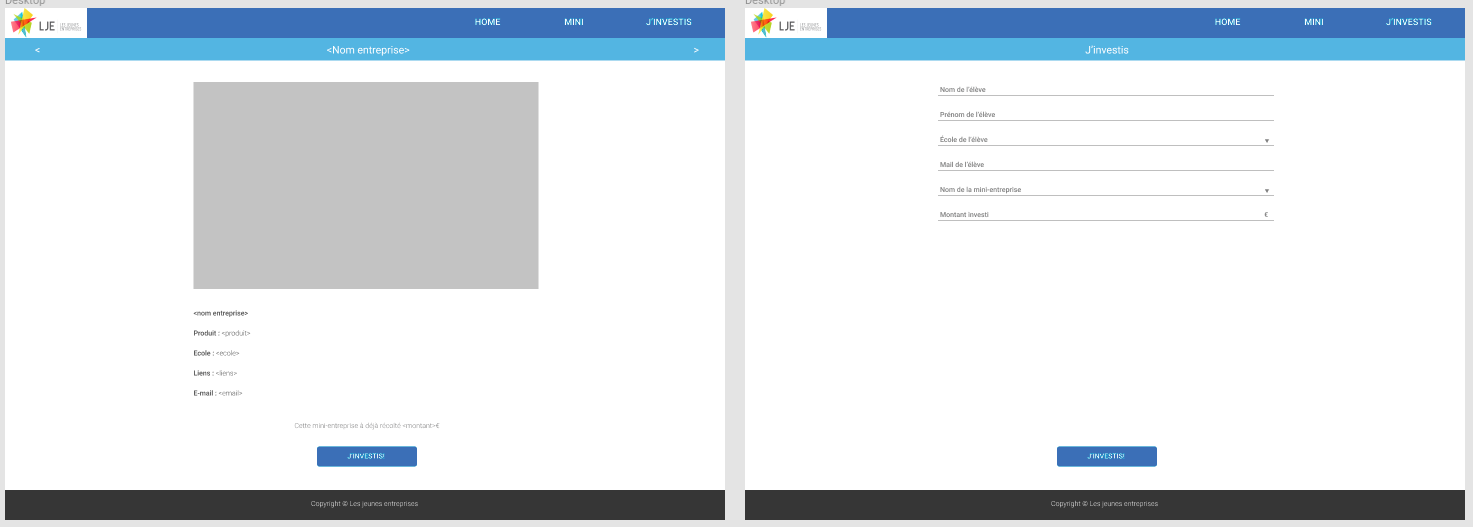 Desktop
LJE LES JEUNES
ENTREPRISES
HOME MINI J'INVESTIS
< <Nom entreprise> >
<nom entreprise>
Produit : <produit>
Ecole : <ecole>
Liens : <liens>
E-mail : <email>
Cette mini-entreprise à déjà récolté <montant>€
J'INVESTIS!
Copyright © Les jeunes entreprises
Desktop
LJE LES JEUNES
ENTREPRISES
HOME MINI J'INVESTIS
J'investis
Nom de l'élève
Prénom de l'élève
École de l'élève ▼
Mail de l'élève
Nom de la mini-entreprise ▼
Montant investi €
J'INVESTIS!
Copyright © Les jeunes entreprises